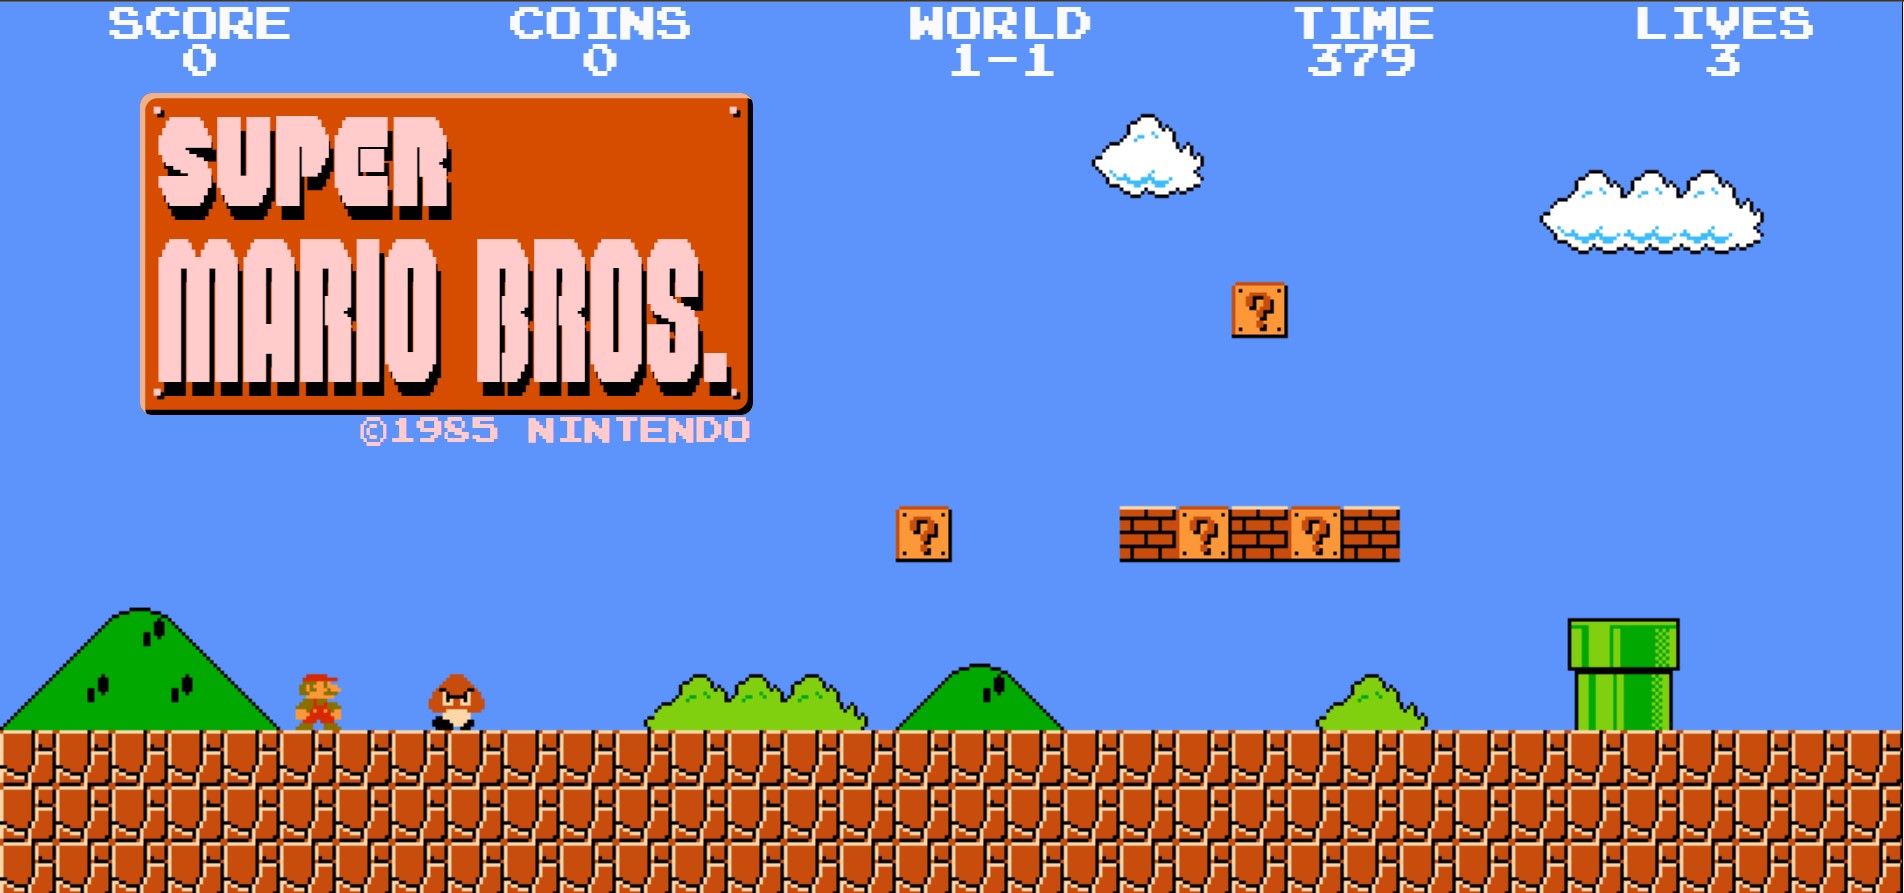 SCORE COINS WORLD TIME LIVES
0 0 1-1 379 3
SUPER
MARIO BROS.
©1985 NINTENDO
?
? ? ?